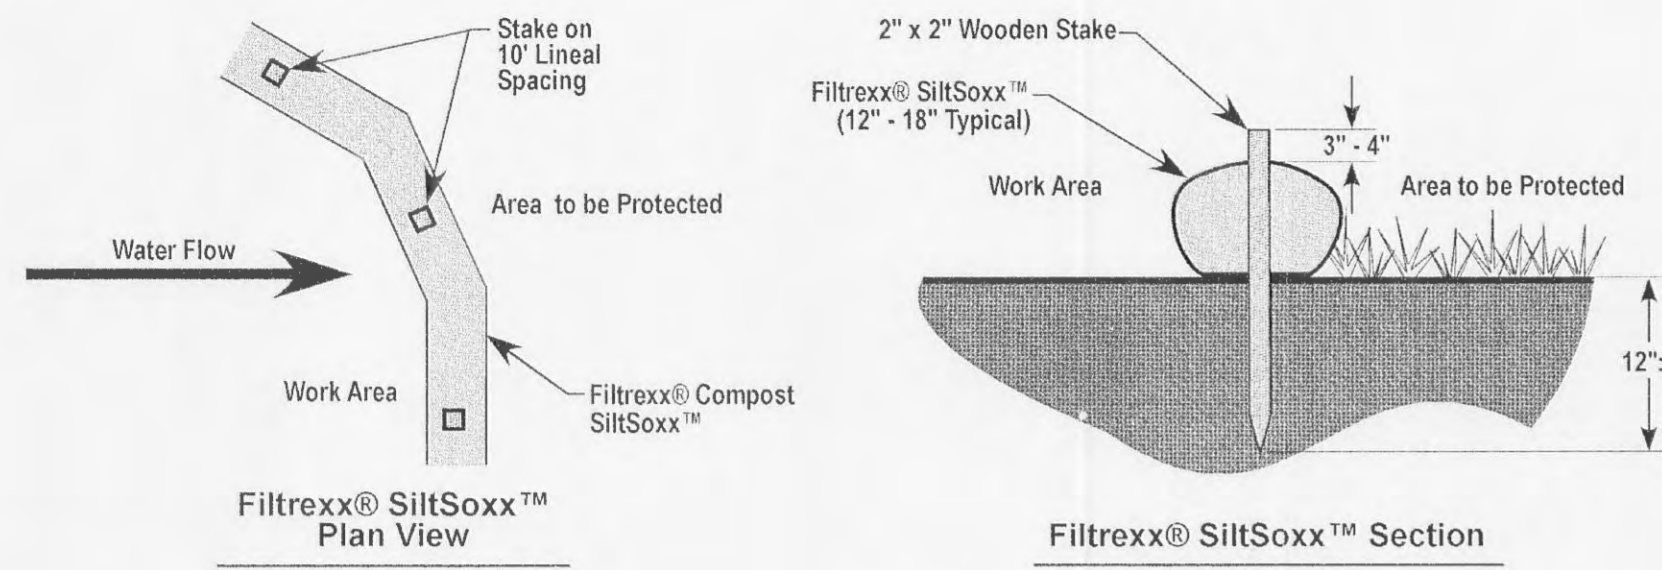 Stake on
10' Lineal
Spacing
Area to be Protected
Water Flow
Work Area
Filtrexx® Compost
SiltSoxx™
Filtrexx® SiltSoxx™
Plan View
2" x 2" Wooden Stake
Filtrexx® SiltSoxx™
(12" - 18" Typical)
3" - 4"
Work Area
Area to be Protected
12"±
Filtrexx® SiltSoxx™ Section